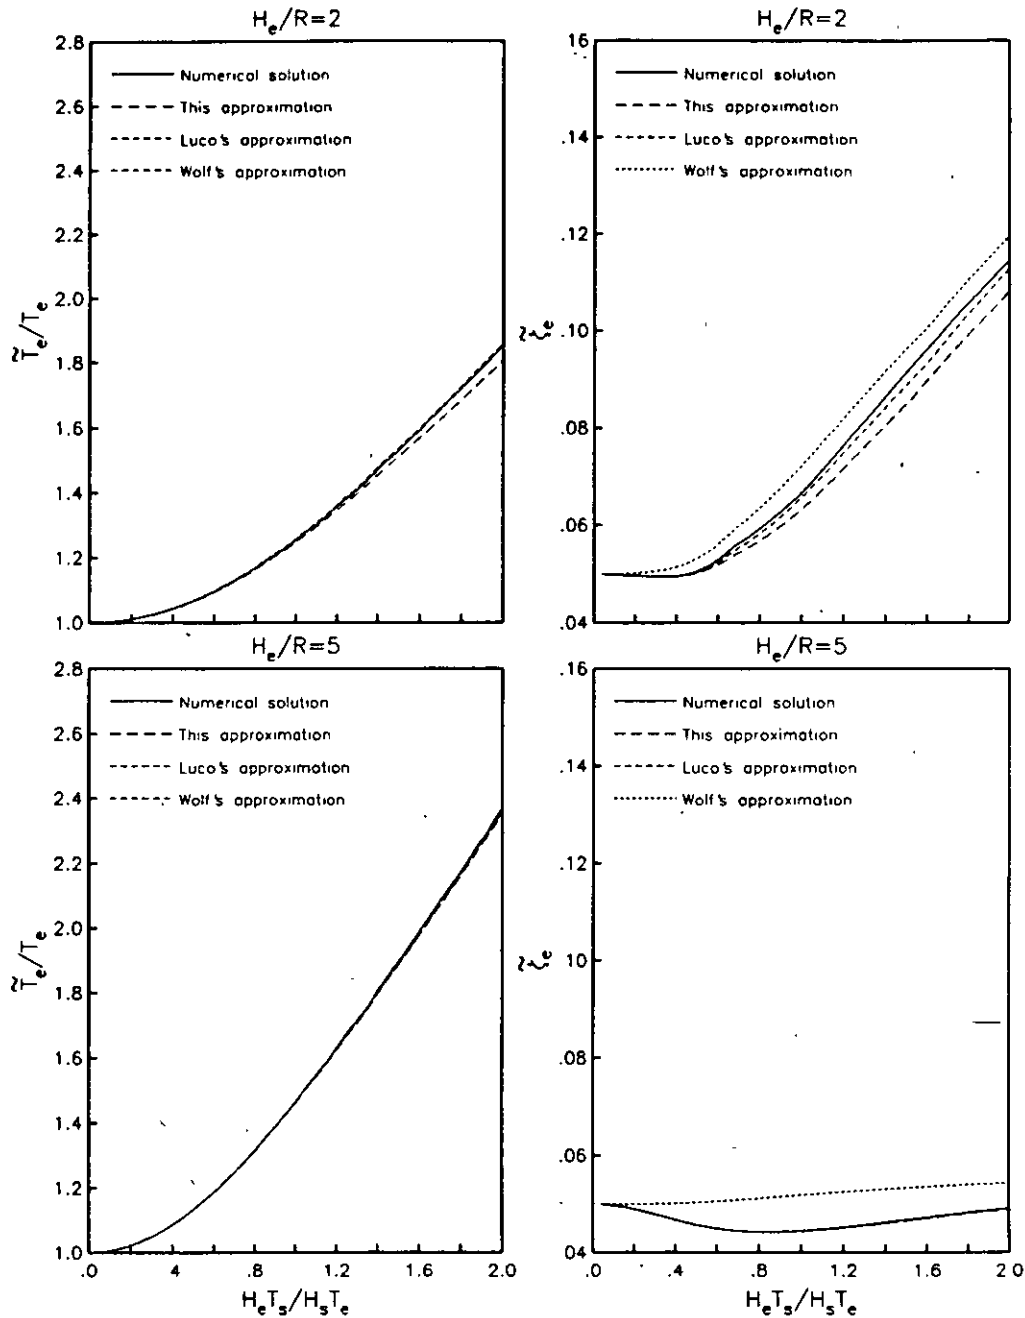 H_e/R=2
2.8
2.6
2.4
2.2
2.0
1.8
1.6
1.4
1.2
1.0
T̃_e/T_e
Numerical solution
This approximation
Luco's approximation
Wolf's approximation
H_e/R=2
16
.14
.12
.10
.08
.06
.04
ξ̃_e
Numerical solution
This approximation
Luco's approximation
Wolf's approximation
H_e/R=5
2.8
2.6
2.4
2.2
2.0
1.8
1.6
1.4
1.2
1.0
T̃_e/T_e
Numerical solution
This approximation
Luco's approximation
Wolf's approximation
.0 4 .8 1.2 1.6 2.0
H_eT_s/H_sT_e
H_e/R=5
.16
.14
.12
10
.08
.06
04
ξ̃_e
Numerical solution
This approximation
Luco's approximation
Wolf's approximation
.0 .4 .8 1.2 1.6 2.0
H_eT_s/H_sT_e